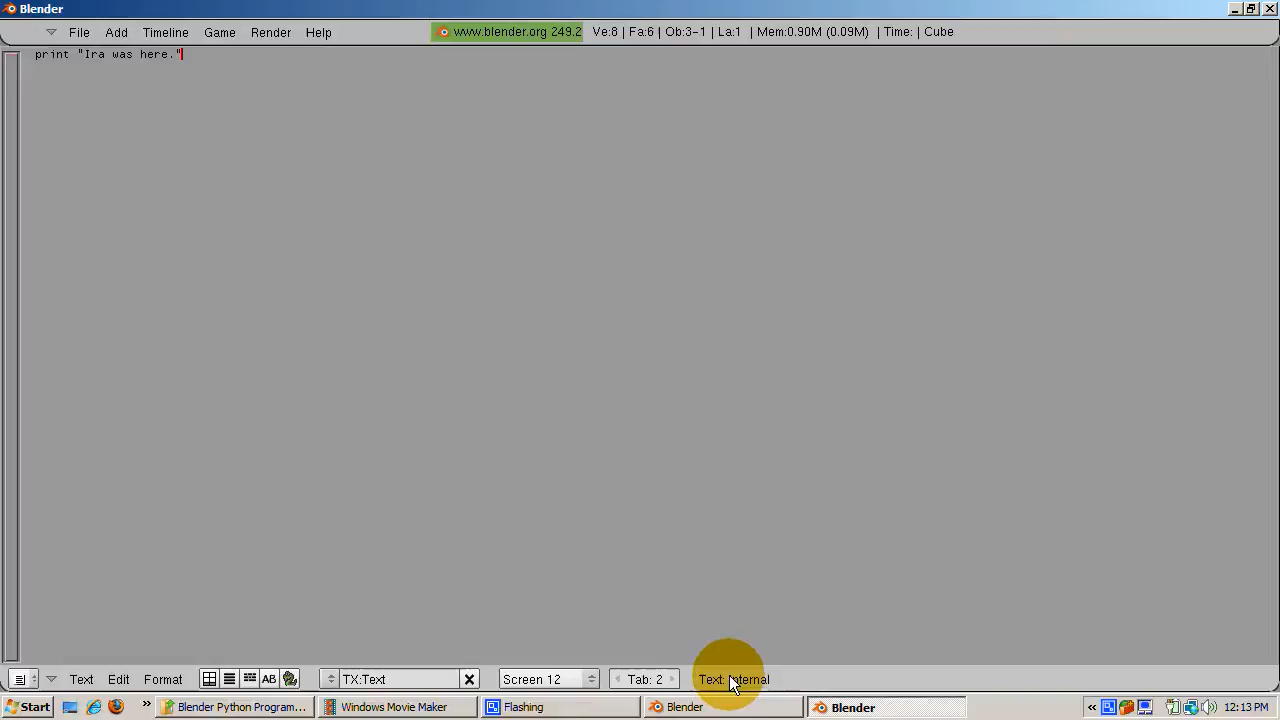 Blender
File Add Timeline Game Render Help www.blender.org 249.2 Ve:8 | Fa:6 | Ob:3-1 | La:1 | Mem:0.90M (0.09M) | Time: | Cube
print "Ira was here."
Text Edit Format AB TX:Text Screen 12 Tab: 2 Text:
Start Blender Python Program... Windows Movie Maker Flashing Blender Blender 12:13 PM